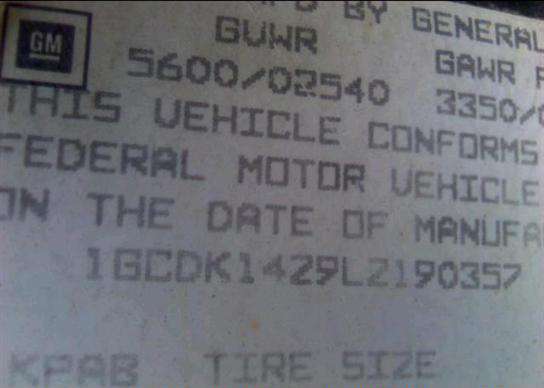 GM
BY GENERAL
GVWR GAWR
5600/02540 3350/
THIS VEHICLE CONFORMS
FEDERAL MOTOR VEHICLE
ON THE DATE OF MANUFA
1GCDK1429LZ190357
KPAB TIRE SIZE